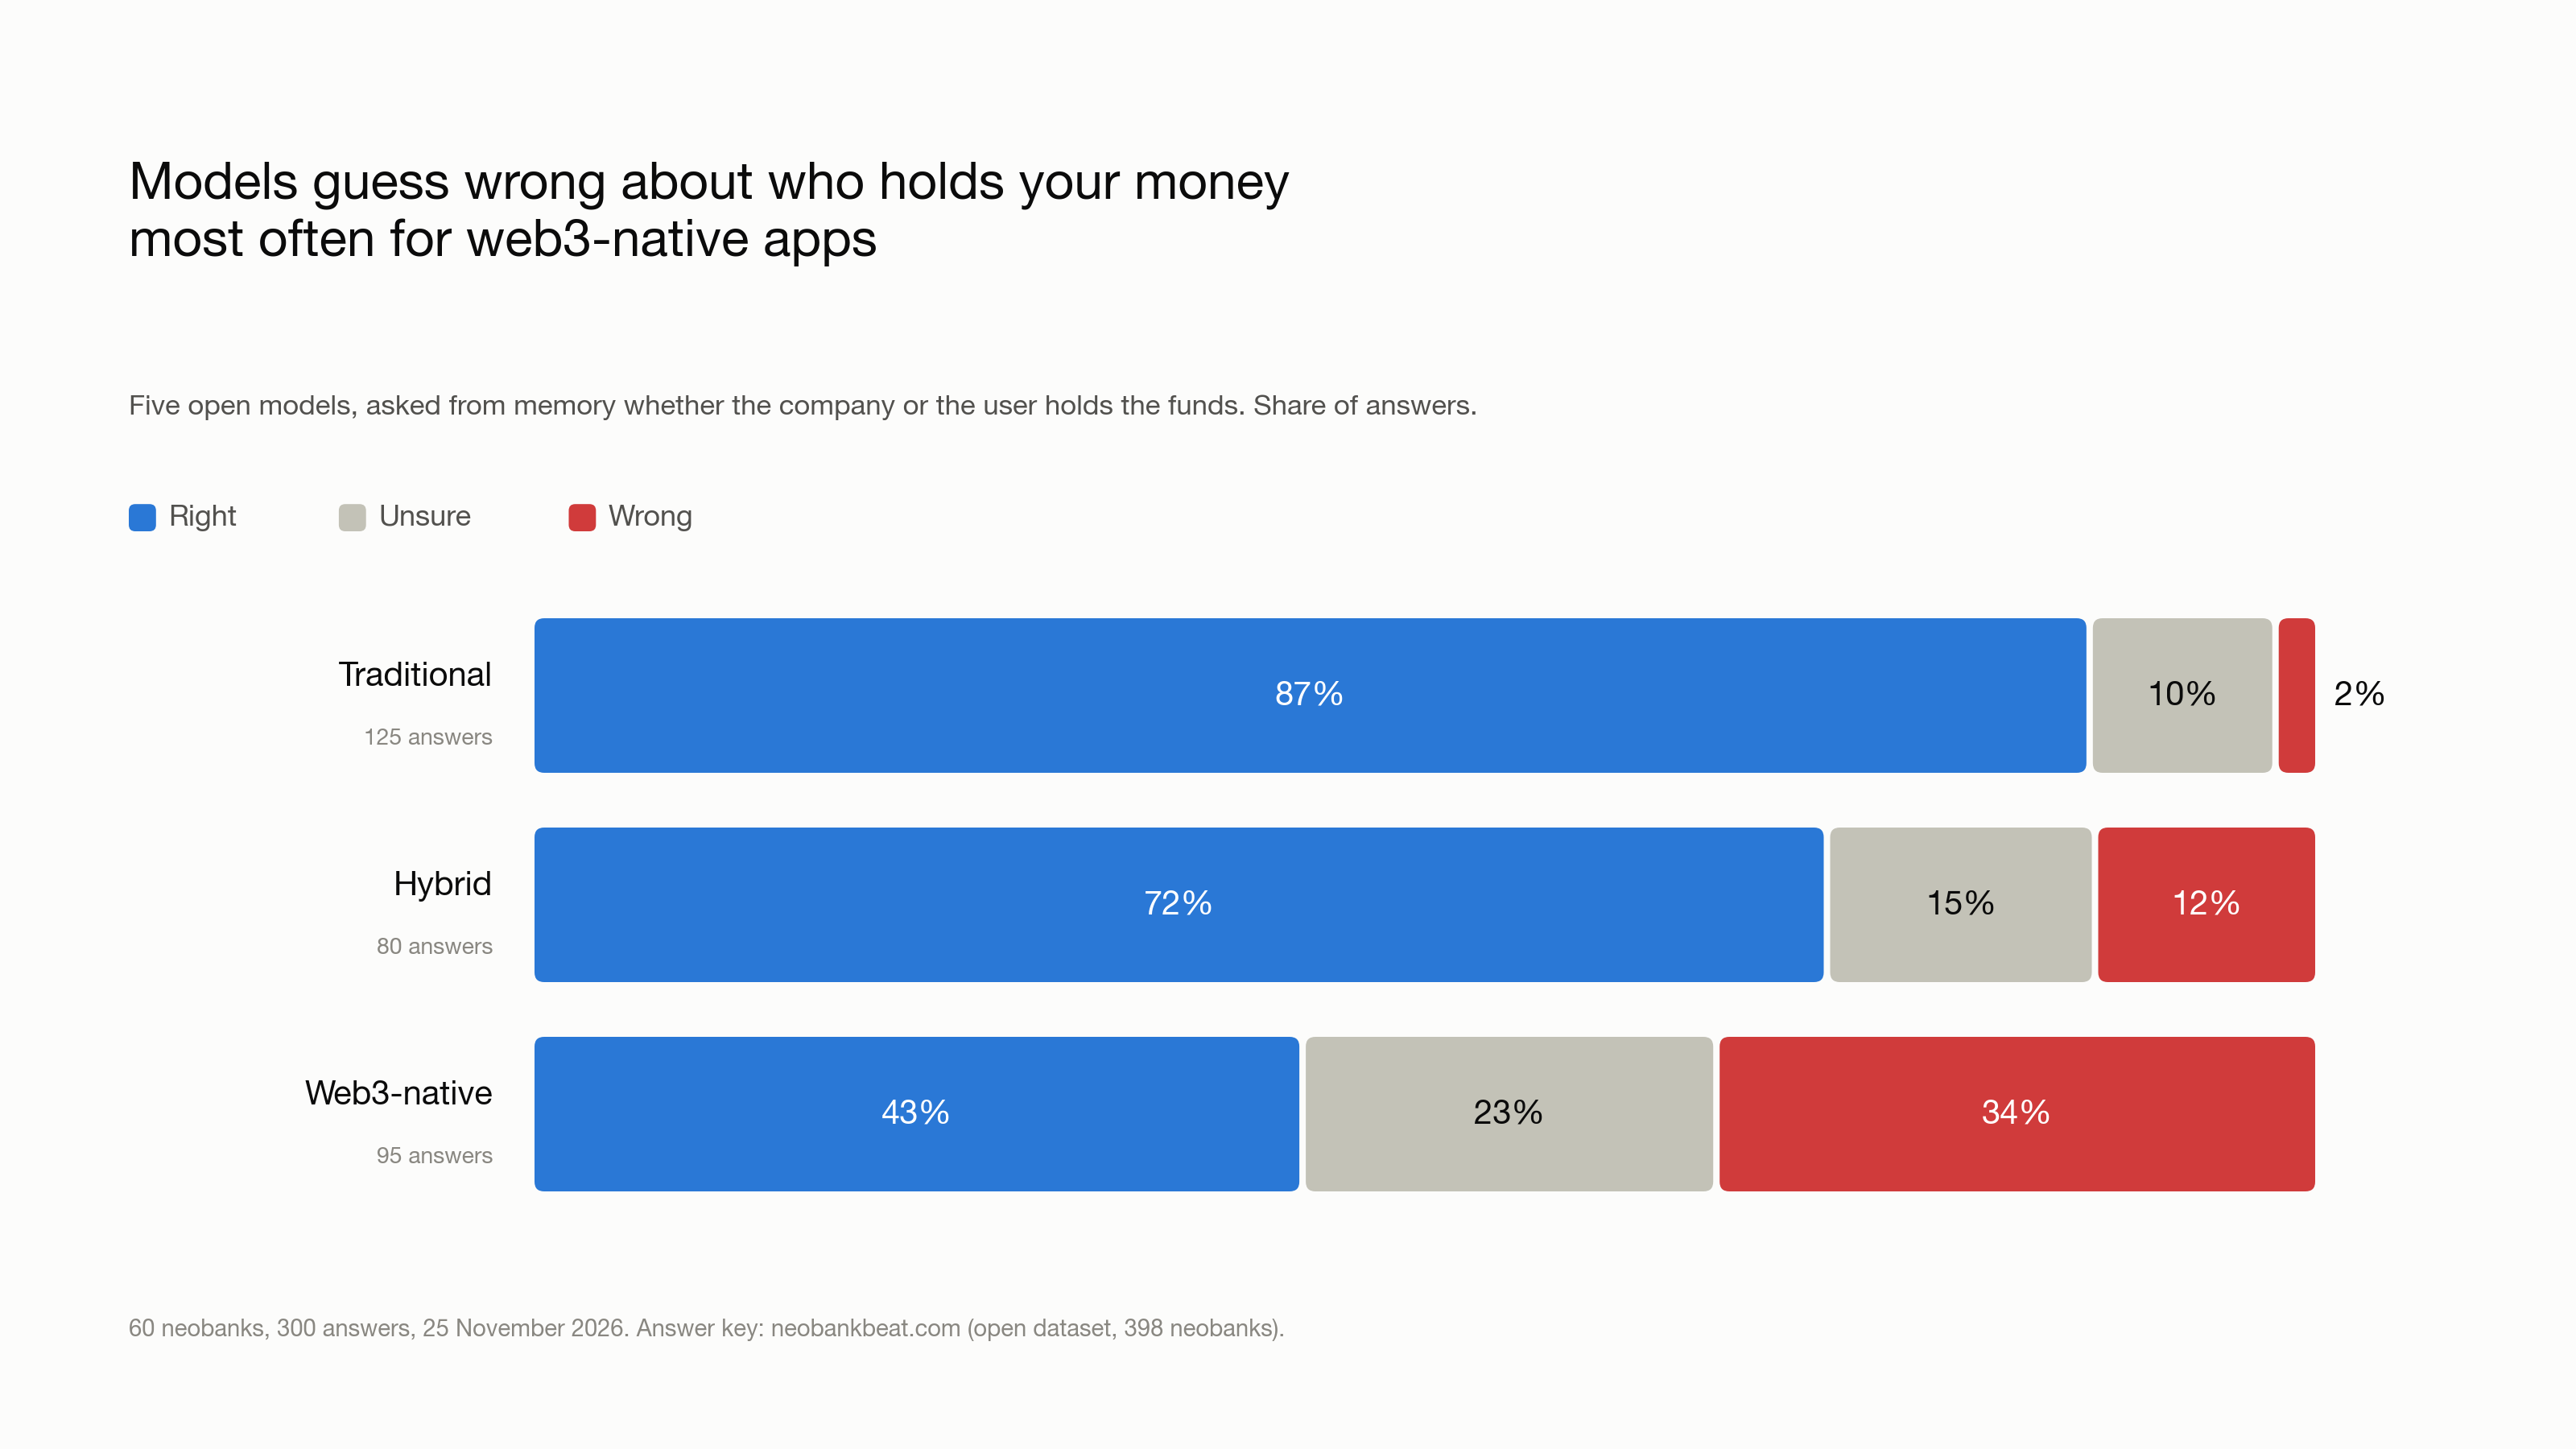 Models guess wrong about who holds your money
most often for web3-native apps
Five open models, asked from memory whether the company or the user holds the funds. Share of answers.
Right
Unsure
Wrong
Traditional
125 answers
87%
10%
2%
Hybrid
80 answers
72%
15%
12%
Web3-native
95 answers
43%
23%
34%
60 neobanks, 300 answers, 25 November 2026. Answer key: neobankbeat.com (open dataset, 398 neobanks).